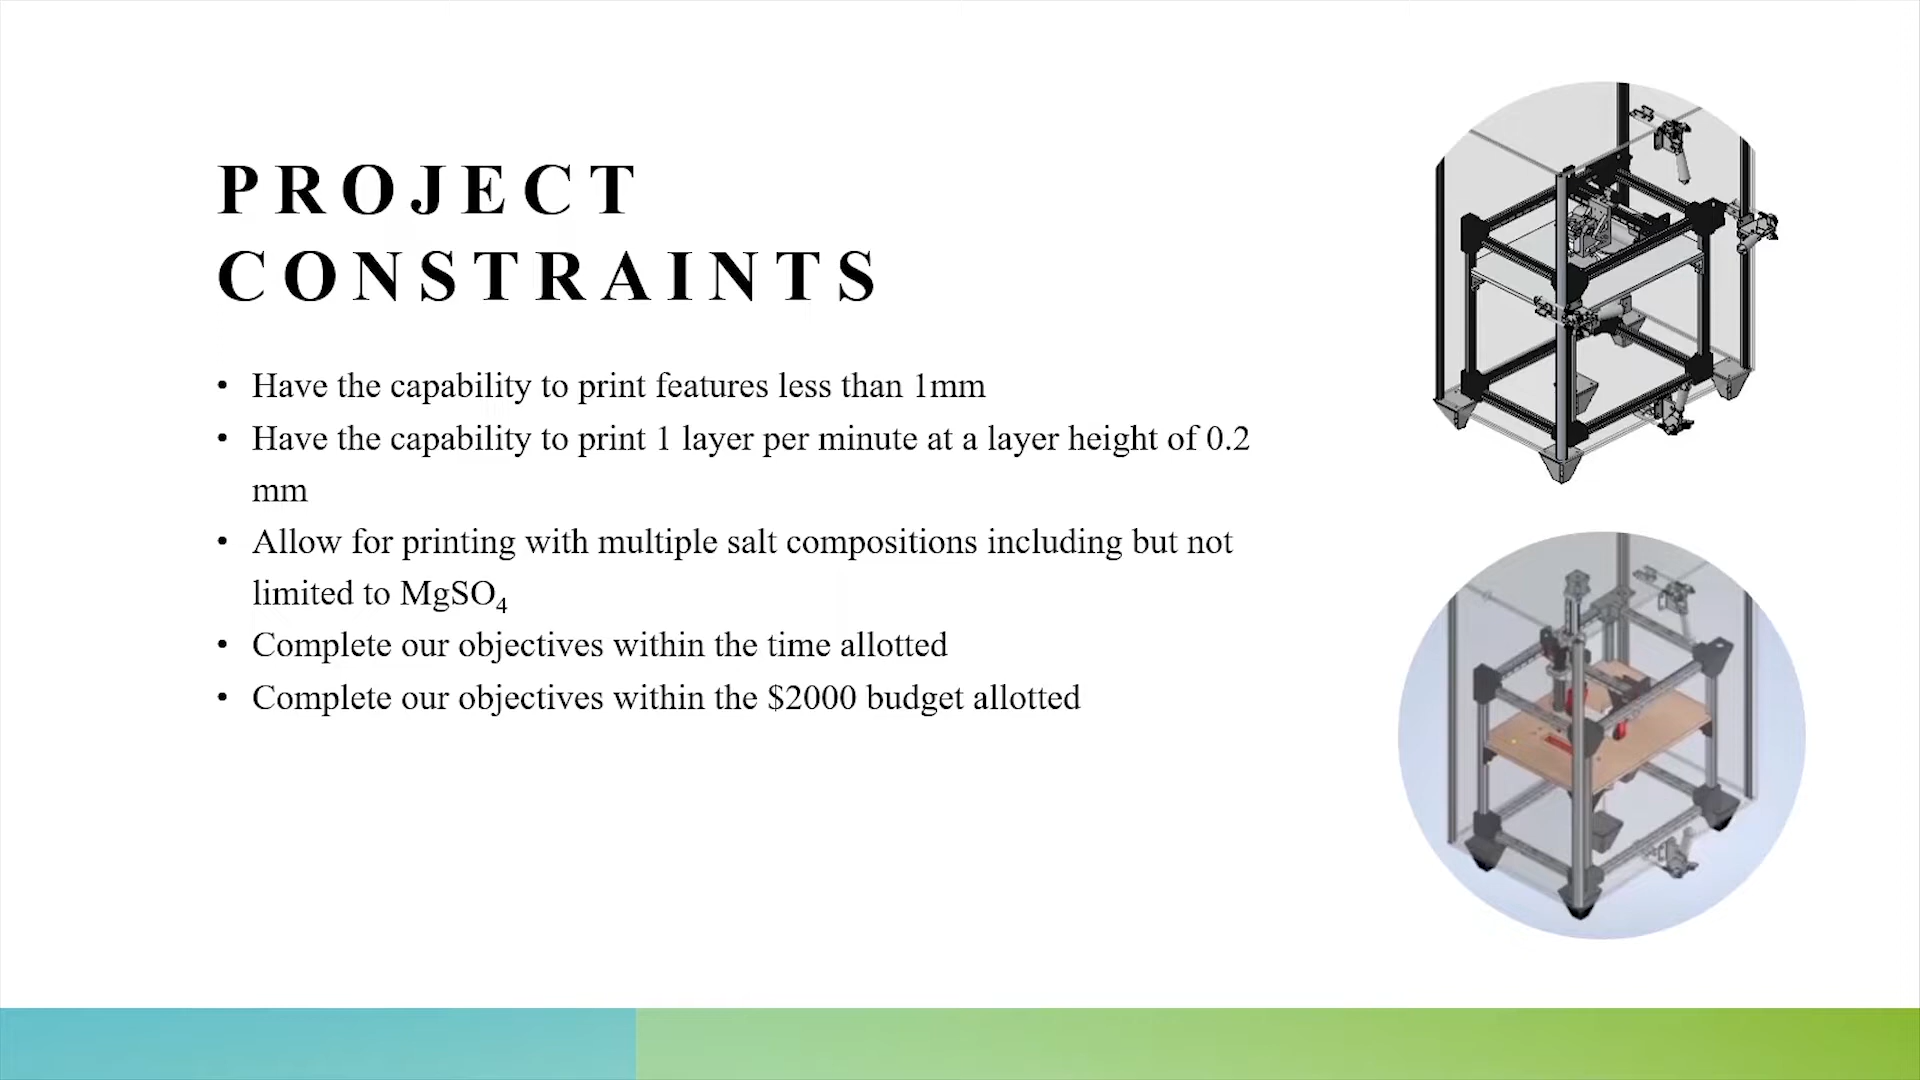 PROJECT
CONSTRAINTS
• Have the capability to print features less than 1mm
• Have the capability to print 1 layer per minute at a layer height of 0.2
mm
• Allow for printing with multiple salt compositions including but not
limited to MgSO₄
• Complete our objectives within the time allotted
• Complete our objectives within the $2000 budget allotted